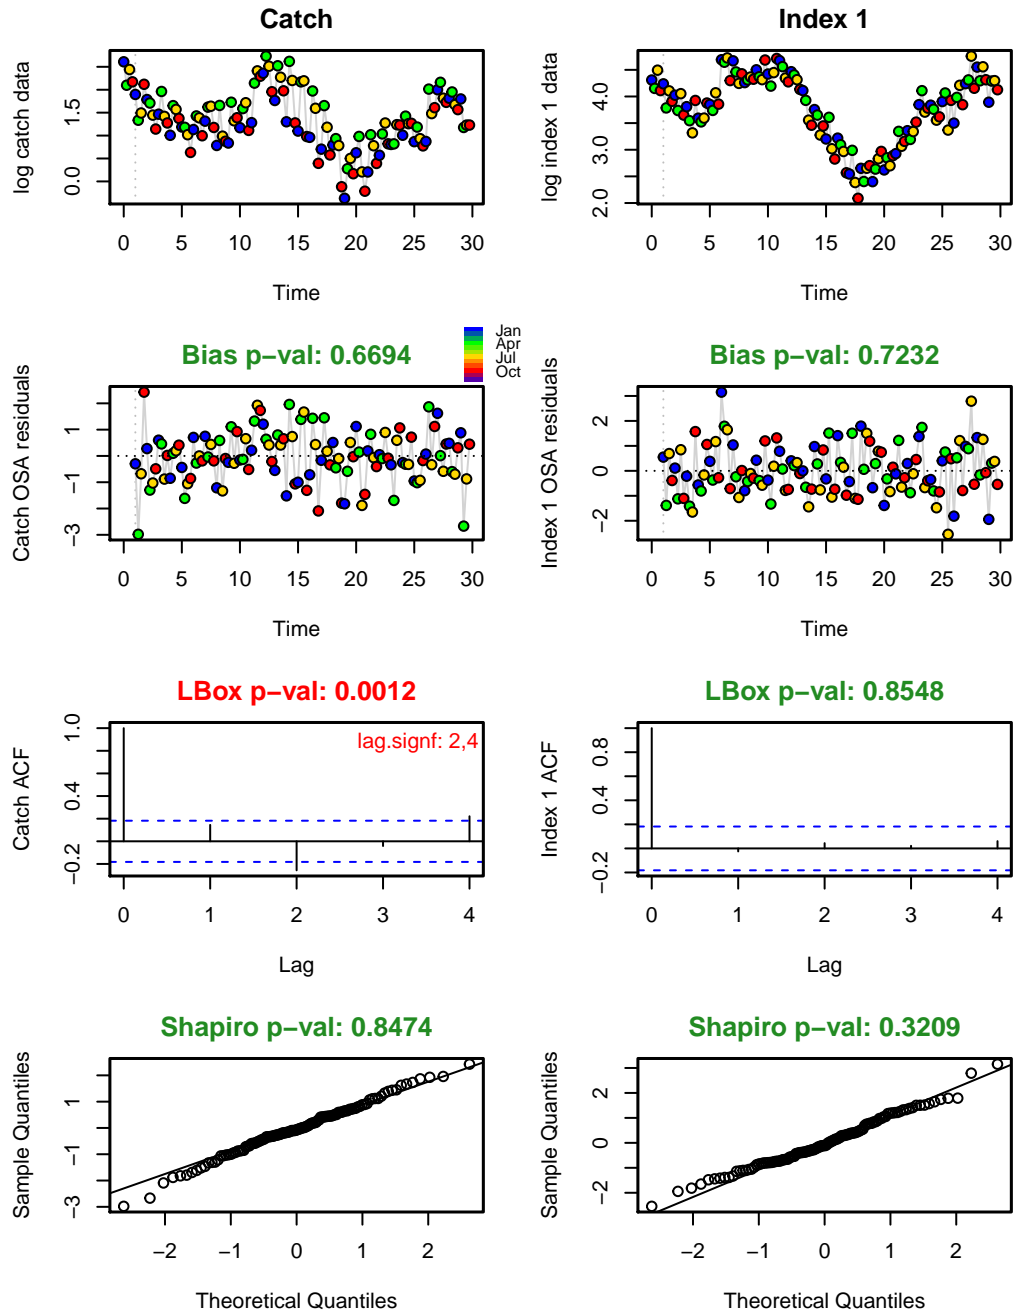 Catch
Index 1
log catch data
0.0 1.5
0 5 10 15 20 25 30
Time
log index 1 data
2.0 3.0 4.0
0 5 10 15 20 25 30
Time
Jan
Apr
Jul
Oct
Bias p−val: 0.6694
Catch OSA residuals
−3 −1 1
0 5 10 15 20 25 30
Time
Bias p−val: 0.7232
Index 1 OSA residuals
−2 0 2
0 5 10 15 20 25 30
Time
LBox p−val: 0.0012
lag.signf: 2,4
Catch ACF
−0.2 0.4 1.0
0 1 2 3 4
Lag
LBox p−val: 0.8548
Index 1 ACF
−0.2 0.4 0.8
0 1 2 3 4
Lag
Shapiro p−val: 0.8474
Sample Quantiles
−3 −1 1
−2 −1 0 1 2
Theoretical Quantiles
Shapiro p−val: 0.3209
Sample Quantiles
−2 0 2
−2 −1 0 1 2
Theoretical Quantiles